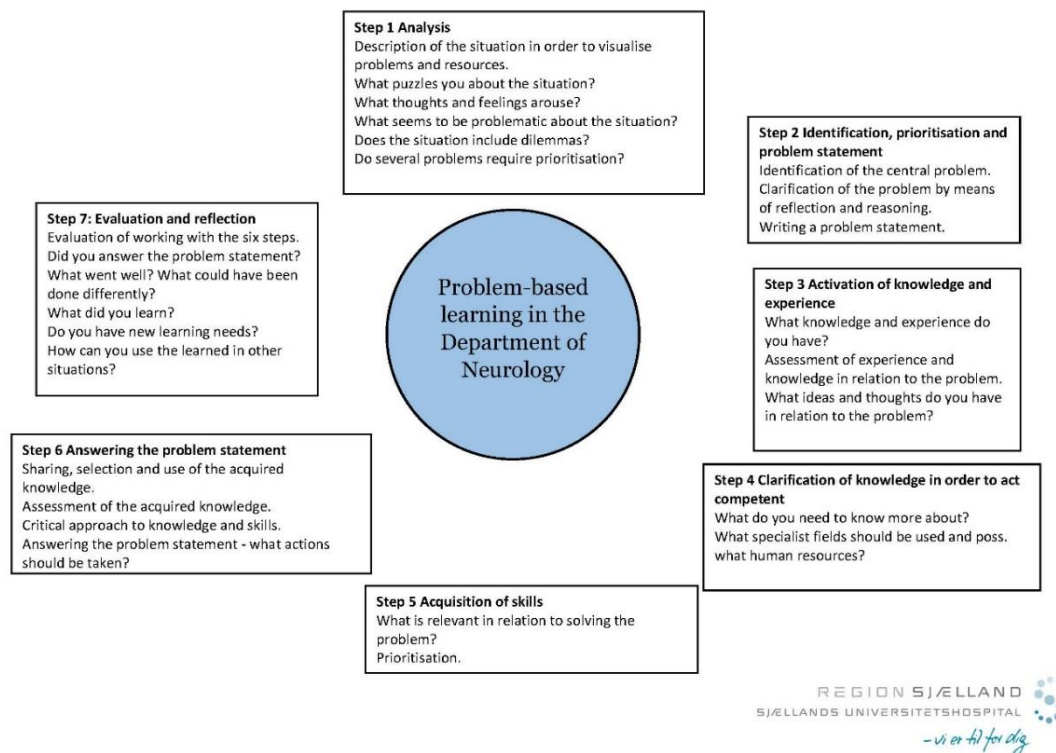 Step 1 Analysis
Description of the situation in order to visualise
problems and resources.
What puzzles you about the situation?
What thoughts and feelings arouse?
What seems to be problematic about the situation?
Does the situation include dilemmas?
Do several problems require prioritisation?
Step 2 Identification, prioritisation and
problem statement
Identification of the central problem.
Clarification of the problem by means
of reflection and reasoning.
Writing a problem statement.
Step 3 Activation of knowledge and
experience
What knowledge and experience do
you have?
Assessment of experience and
knowledge in relation to the problem.
What ideas and thoughts do you have
in relation to the problem?
Step 4 Clarification of knowledge in order to act
competent
What do you need to know more about?
What specialist fields should be used and poss.
what human resources?
Step 5 Acquisition of skills
What is relevant in relation to solving the
problem?
Prioritisation.
Step 6 Answering the problem statement
Sharing, selection and use of the acquired
knowledge.
Assessment of the acquired knowledge.
Critical approach to knowledge and skills.
Answering the problem statement - what actions
should be taken?
Step 7: Evaluation and reflection
Evaluation of working with the six steps.
Did you answer the problem statement?
What went well? What could have been
done differently?
What did you learn?
Do you have new learning needs?
How can you use the learned in other
situations?
Problem-based
learning in the
Department of
Neurology
REGION SJÆLLAND
SJÆLLANDS UNIVERSITETSHOSPITAL
- vi er til for dig